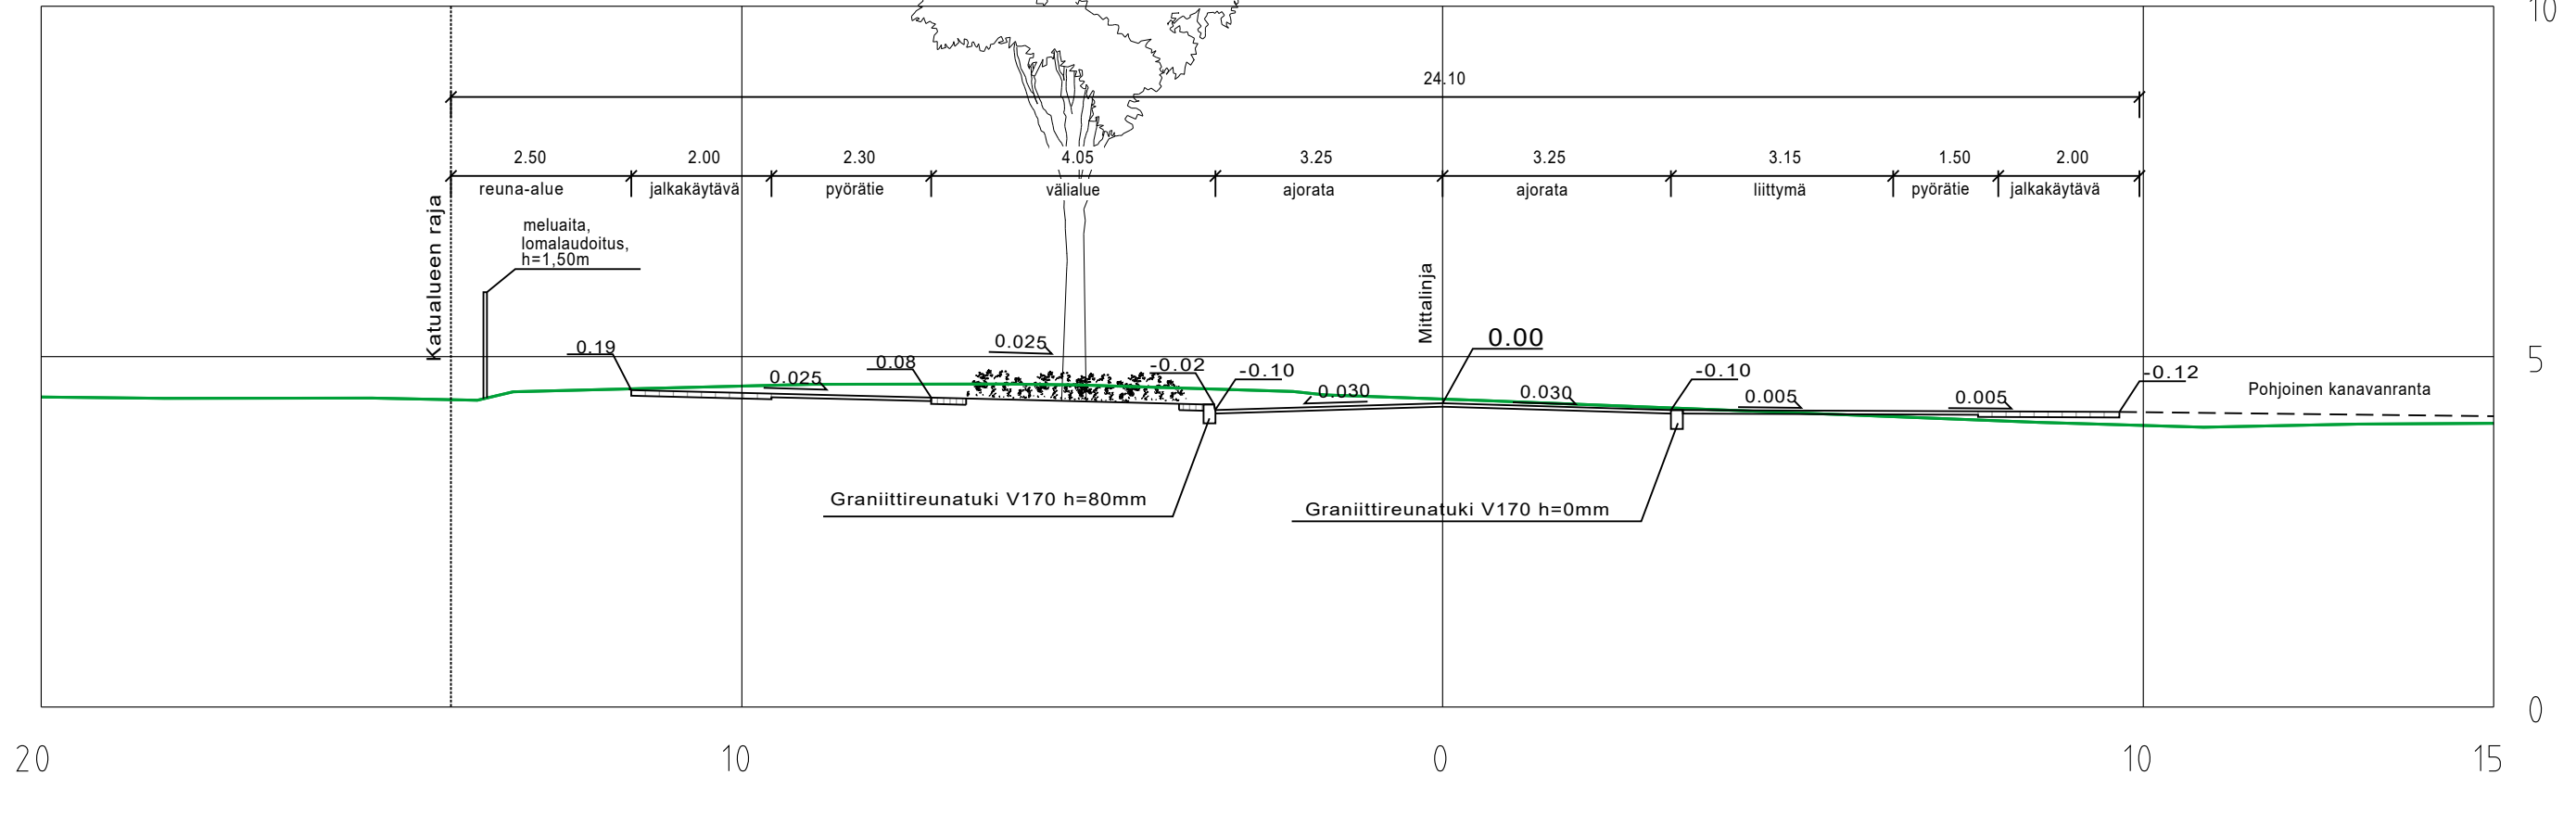 10
24.10
2.50 2.00 2.30 4.05 3.25 3.25 3.15 1.50 2.00
reuna-alue jalkakäytävä pyörätie välialue ajorata ajorata liittymä pyörätie jalkakäytävä
Katualueen raja
meluaita,
lomalaudoitus,
h=1,50m
Mittalinja
0.19
0.025
0.08
0.025
-0.02
-0.10
0.030
0.00
0.030
-0.10
0.005
0.005
-0.12
Pohjoinen kanavanranta
5
Graniittireunatuki V170 h=80mm
Graniittireunatuki V170 h=0mm
0
20 10 0 10 15